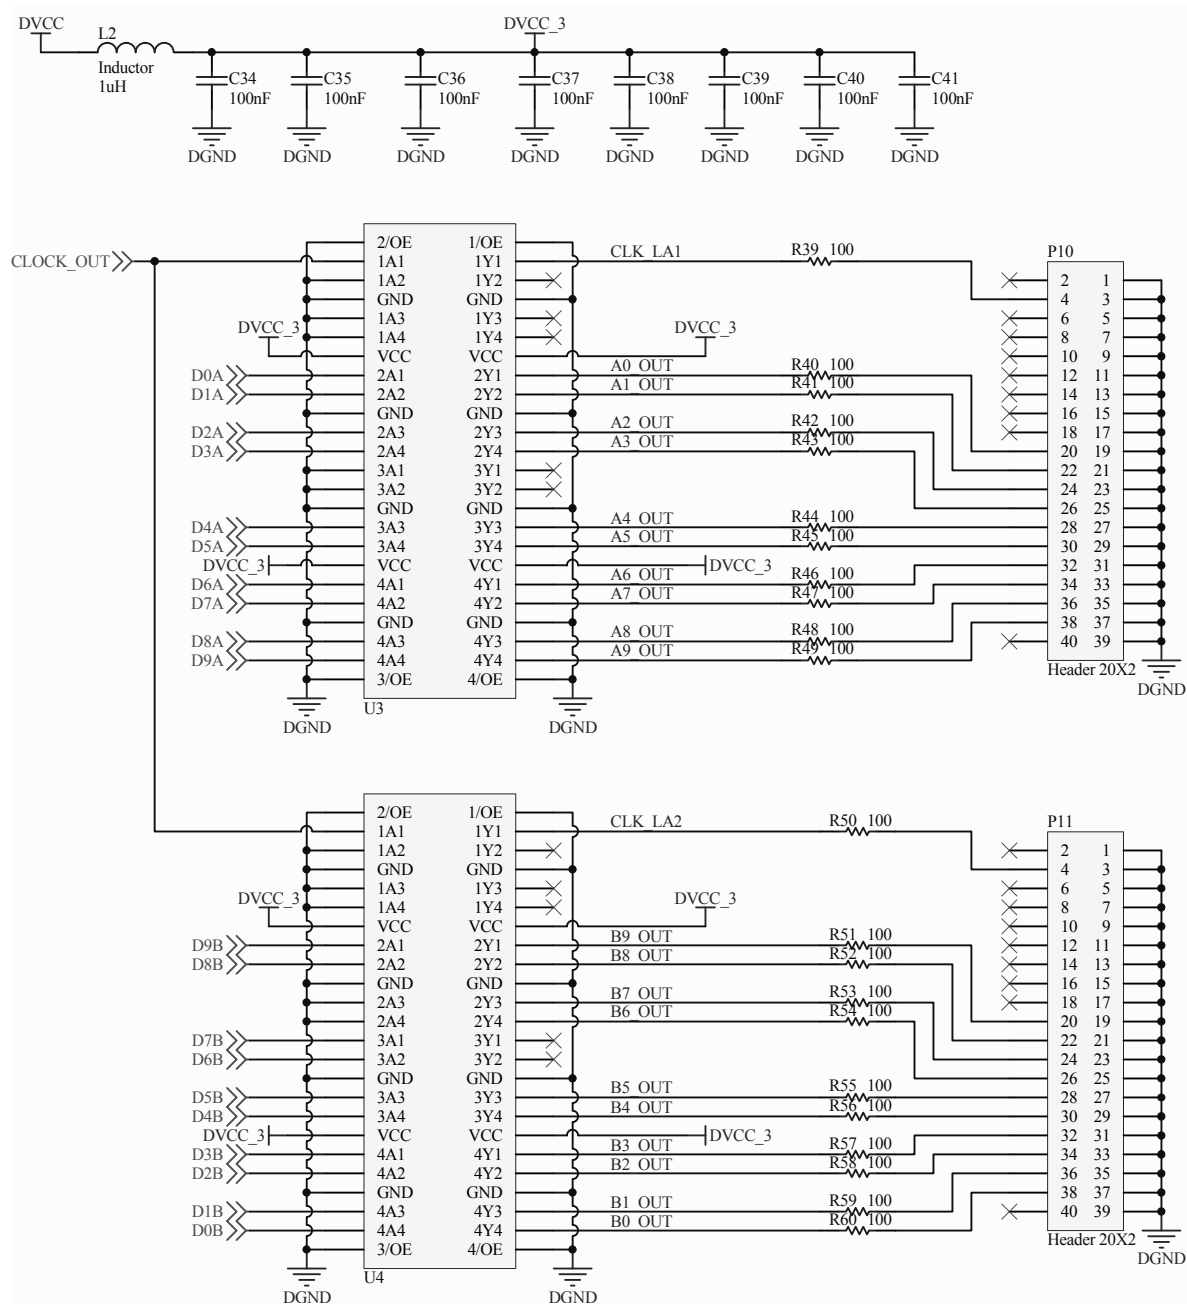 DVCC L2 DVCC_3
Inductor C34 C35 C36 C37 C38 C39 C40 C41
1uH 100nF 100nF 100nF 100nF 100nF 100nF 100nF 100nF
DGND DGND DGND DGND DGND DGND DGND DGND
2/OE 1/OE
CLOCK_OUT 1A1 1Y1 CLK_LA1 R39 100 P10
1A2 1Y2 2 1
GND GND 4 3
1A3 1Y3 6 5
DVCC_3 1A4 1Y4 DVCC_3 8 7
VCC VCC 10 9
D0A 2A1 2Y1 A0_OUT R40 100 12 11
D1A 2A2 2Y2 A1_OUT R41 100 14 13
GND GND 16 15
D2A 2A3 2Y3 A2_OUT R42 100 18 17
D3A 2A4 2Y4 A3_OUT R43 100 20 19
3A1 3Y1 22 21
3A2 3Y2 24 23
GND GND 26 25
D4A 3A3 3Y3 A4_OUT R44 100 28 27
D5A 3A4 3Y4 A5_OUT R45 100 30 29
DVCC_3 VCC VCC DVCC_3 32 31
D6A 4A1 4Y1 A6_OUT R46 100 34 33
D7A 4A2 4Y2 A7_OUT R47 100 36 35
GND GND 38 37
D8A 4A3 4Y3 A8_OUT R48 100 40 39
D9A 4A4 4Y4 A9_OUT R49 100
3/OE 4/OE Header 20X2
U3 DGND
DGND DGND
2/OE 1/OE
1A1 1Y1 CLK_LA2 R50 100 P11
1A2 1Y2 2 1
GND GND 4 3
1A3 1Y3 6 5
DVCC_3 1A4 1Y4 DVCC_3 8 7
VCC VCC 10 9
D9B 2A1 2Y1 B9_OUT R51 100 12 11
D8B 2A2 2Y2 B8_OUT R52 100 14 13
GND GND 16 15
2A3 2Y3 B7_OUT R53 100 18 17
2A4 2Y4 B6_OUT R54 100 20 19
D7B 3A1 3Y1 22 21
D6B 3A2 3Y2 24 23
GND GND 26 25
D5B 3A3 3Y3 B5_OUT R55 100 28 27
D4B 3A4 3Y4 B4_OUT R56 100 30 29
DVCC_3 VCC VCC DVCC_3 32 31
D3B 4A1 4Y1 B3_OUT R57 100 34 33
D2B 4A2 4Y2 B2_OUT R58 100 36 35
GND GND 38 37
D1B 4A3 4Y3 B1_OUT R59 100 40 39
D0B 4A4 4Y4 B0_OUT R60 100
3/OE 4/OE Header 20X2
U4 DGND
DGND DGND